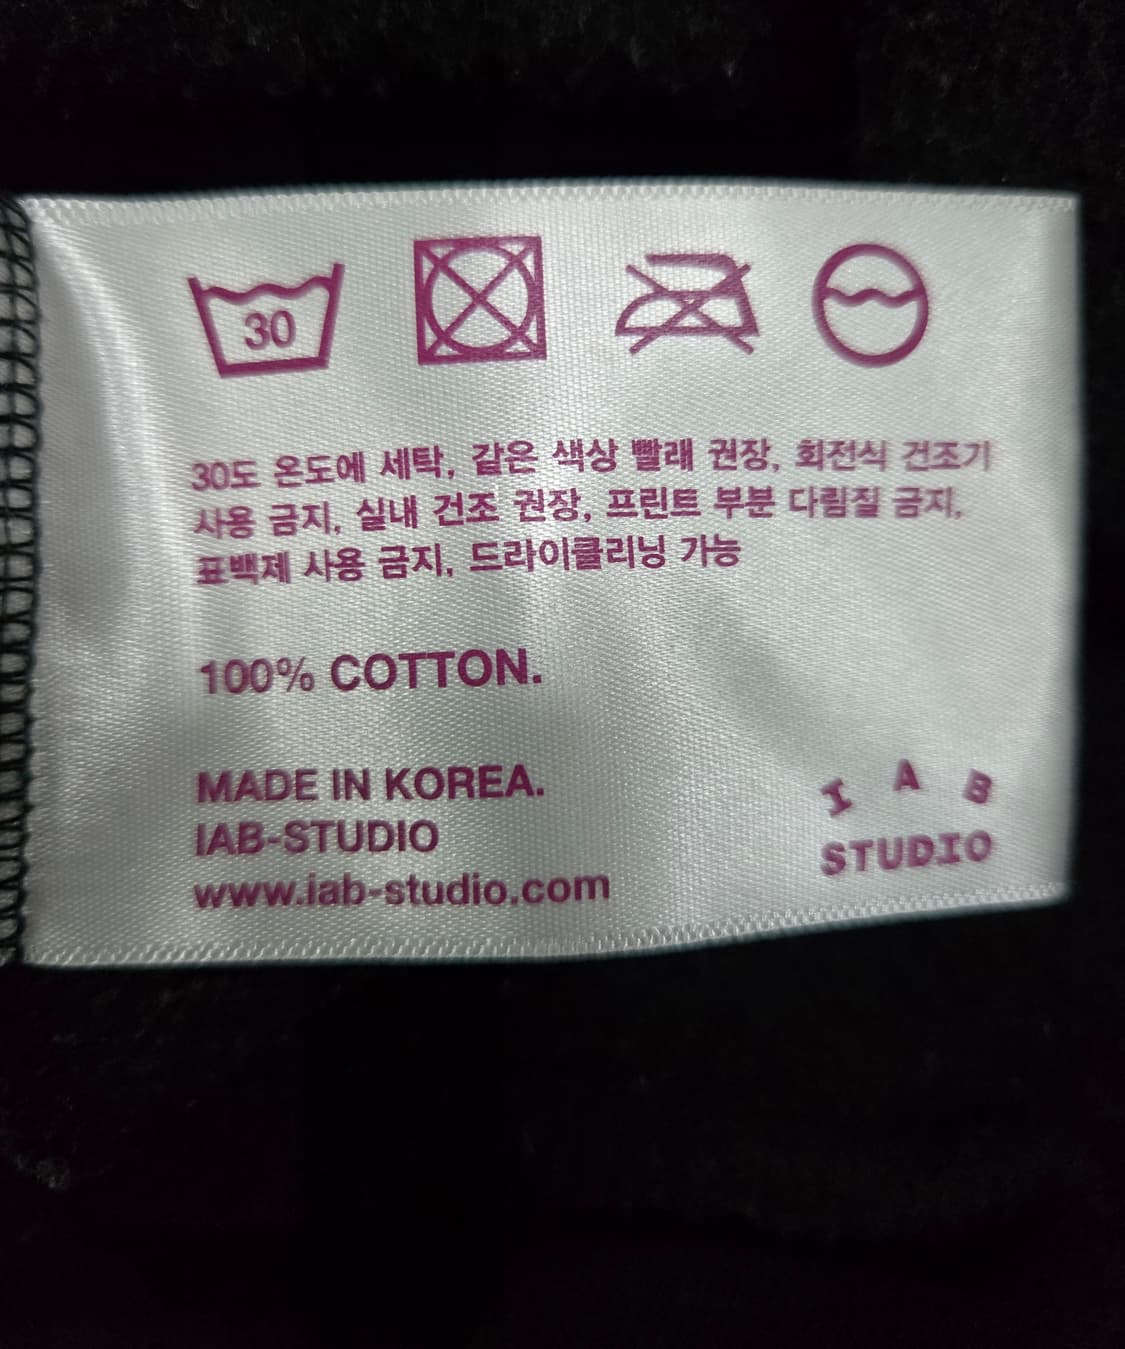 30
30도 온도에 세탁, 같은 색상 빨래 권장, 회전식 건조기
사용 금지, 실내 건조 권장, 프린트 부분 다림질 금지,
표백제 사용 금지, 드라이클리닝 가능
100% COTTON.
MADE IN KOREA.
IAB-STUDIO
www.iab-studio.com
I A B
STUDIO